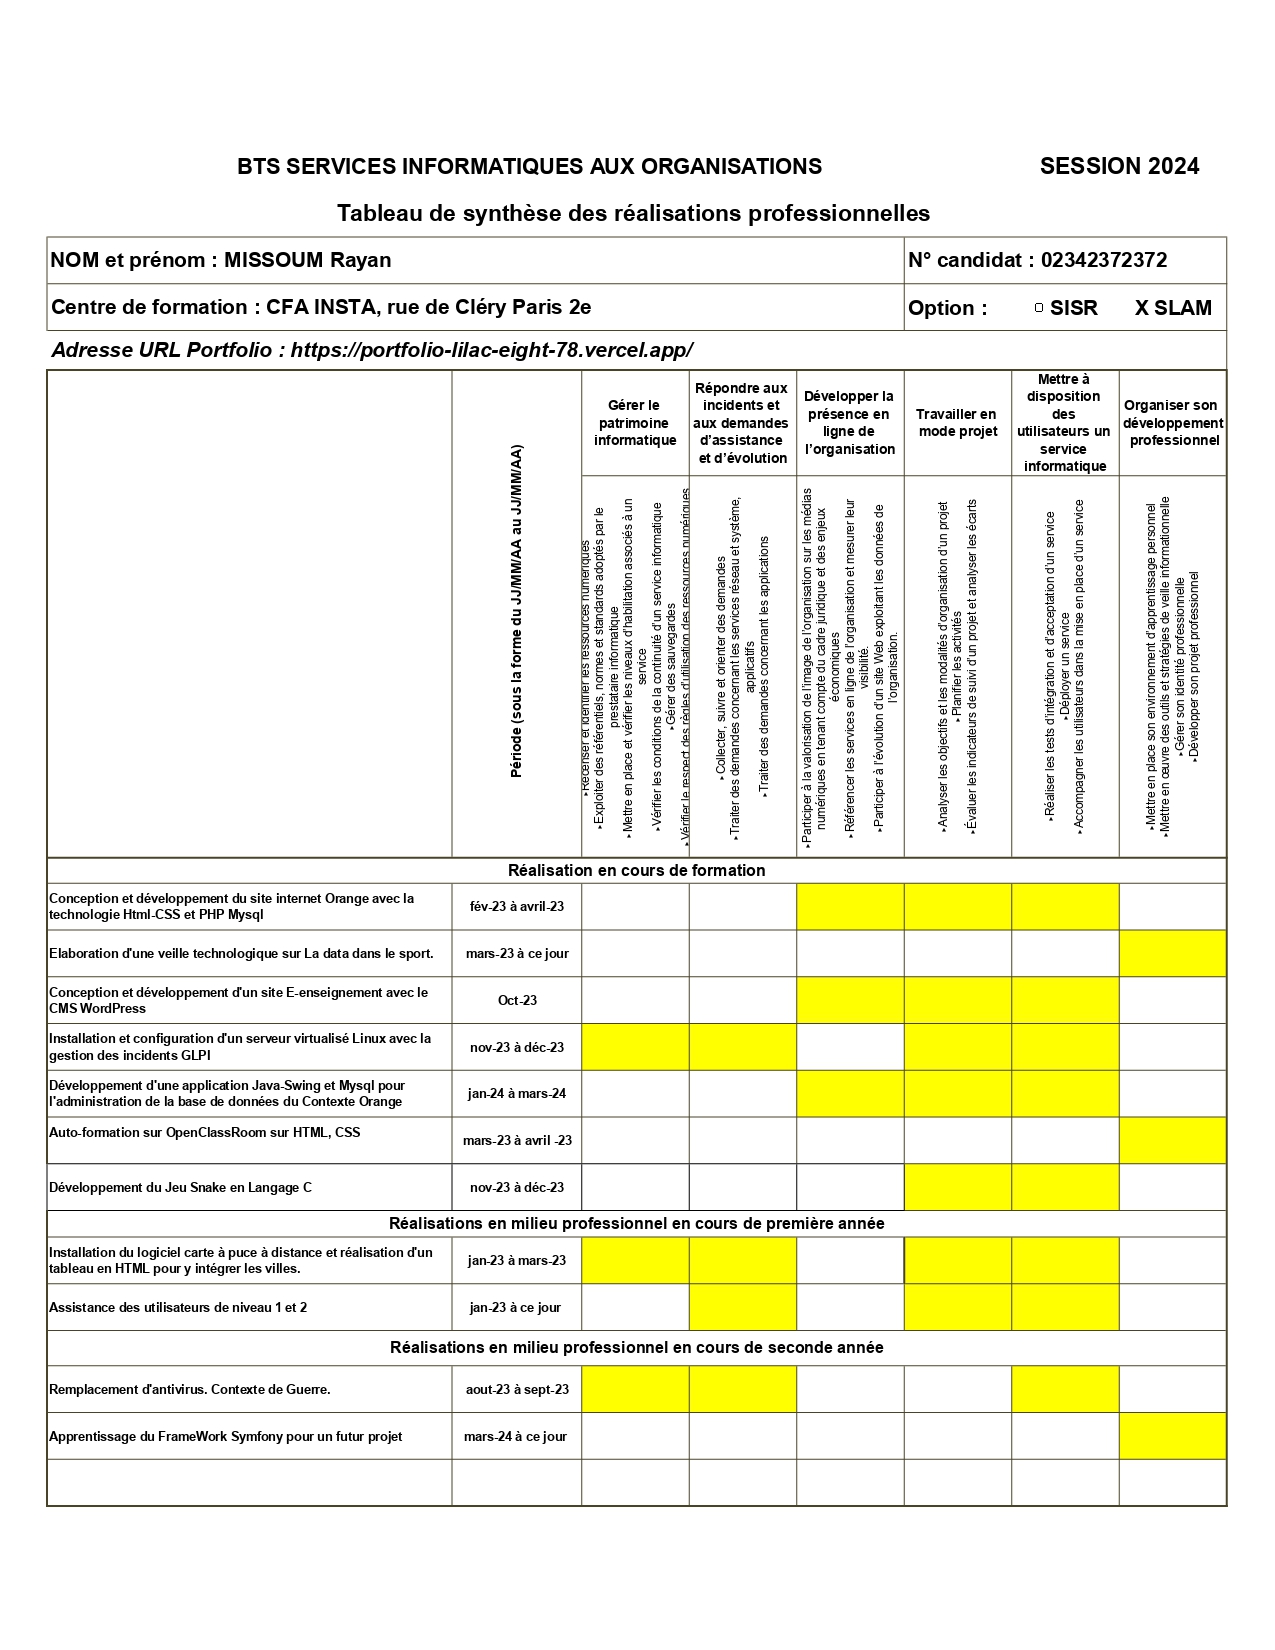 BTS SERVICES INFORMATIQUES AUX ORGANISATIONS
SESSION 2024
Tableau de synthèse des réalisations professionnelles
NOM et prénom : MISSOUM Rayan
N° candidat : 02342372372
Centre de formation : CFA INSTA, rue de Cléry Paris 2e
Option : □ SISR X SLAM
Adresse URL Portfolio : https://portfolio-lilac-eight-78.vercel.app/
Période (sous la forme du JJ/MM/AA au JJ/MM/AA)
Gérer le
patrimoine
informatique
Répondre aux
incidents et
aux demandes
d’assistance
et d’évolution
Développer la
présence en
ligne de
l’organisation
Travailler en
mode projet
Mettre à
disposition
des
utilisateurs un
service
informatique
Organiser son
développement
professionnel
‣Recenser et identifier les ressources numériques
‣Exploiter des référentiels, normes et standards adoptés par le
prestataire informatique
‣Mettre en place et vérifier les niveaux d’habilitation associés à un
service
‣Vérifier les conditions de la continuité d’un service informatique
‣Gérer des sauvegardes
‣Vérifier le respect des règles d’utilisation des ressources numériques
‣Collecter, suivre et orienter des demandes
‣Traiter des demandes concernant les services réseau et système,
applicatifs
‣Traiter des demandes concernant les applications
‣Participer à la valorisation de l’image de l’organisation sur les médias
numériques en tenant compte du cadre juridique et des enjeux
économiques
‣Référencer les services en ligne de l’organisation et mesurer leur
visibilité.
‣Participer à l’évolution d’un site Web exploitant les données de
l’organisation.
‣Analyser les objectifs et les modalités d’organisation d’un projet
‣Planifier les activités
‣Évaluer les indicateurs de suivi d’un projet et analyser les écarts
‣Réaliser les tests d’intégration et d’acceptation d’un service
‣Déployer un service
‣Accompagner les utilisateurs dans la mise en place d’un service
‣Mettre en place son environnement d’apprentissage personnel
‣Mettre en œuvre des outils et stratégies de veille informationnelle
‣Gérer son identité professionnelle
‣Développer son projet professionnel
Réalisation en cours de formation
Conception et développement du site internet Orange avec la
technologie Html-CSS et PHP Mysql
fév-23 à avril-23
Elaboration d'une veille technologique sur La data dans le sport.
mars-23 à ce jour
Conception et développement d'un site E-enseignement avec le
CMS WordPress
Oct-23
Installation et configuration d'un serveur virtualisé Linux avec la
gestion des incidents GLPI
nov-23 à déc-23
Développement d'une application Java-Swing et Mysql pour
l'administration de la base de données du Contexte Orange
jan-24 à mars-24
Auto-formation sur OpenClassRoom sur HTML, CSS
mars-23 à avril -23
Développement du Jeu Snake en Langage C
nov-23 à déc-23
Réalisations en milieu professionnel en cours de première année
Installation du logiciel carte à puce à distance et réalisation d'un
tableau en HTML pour y intégrer les villes.
jan-23 à mars-23
Assistance des utilisateurs de niveau 1 et 2
jan-23 à ce jour
Réalisations en milieu professionnel en cours de seconde année
Remplacement d'antivirus. Contexte de Guerre.
aout-23 à sept-23
Apprentissage du FrameWork Symfony pour un futur projet
mars-24 à ce jour